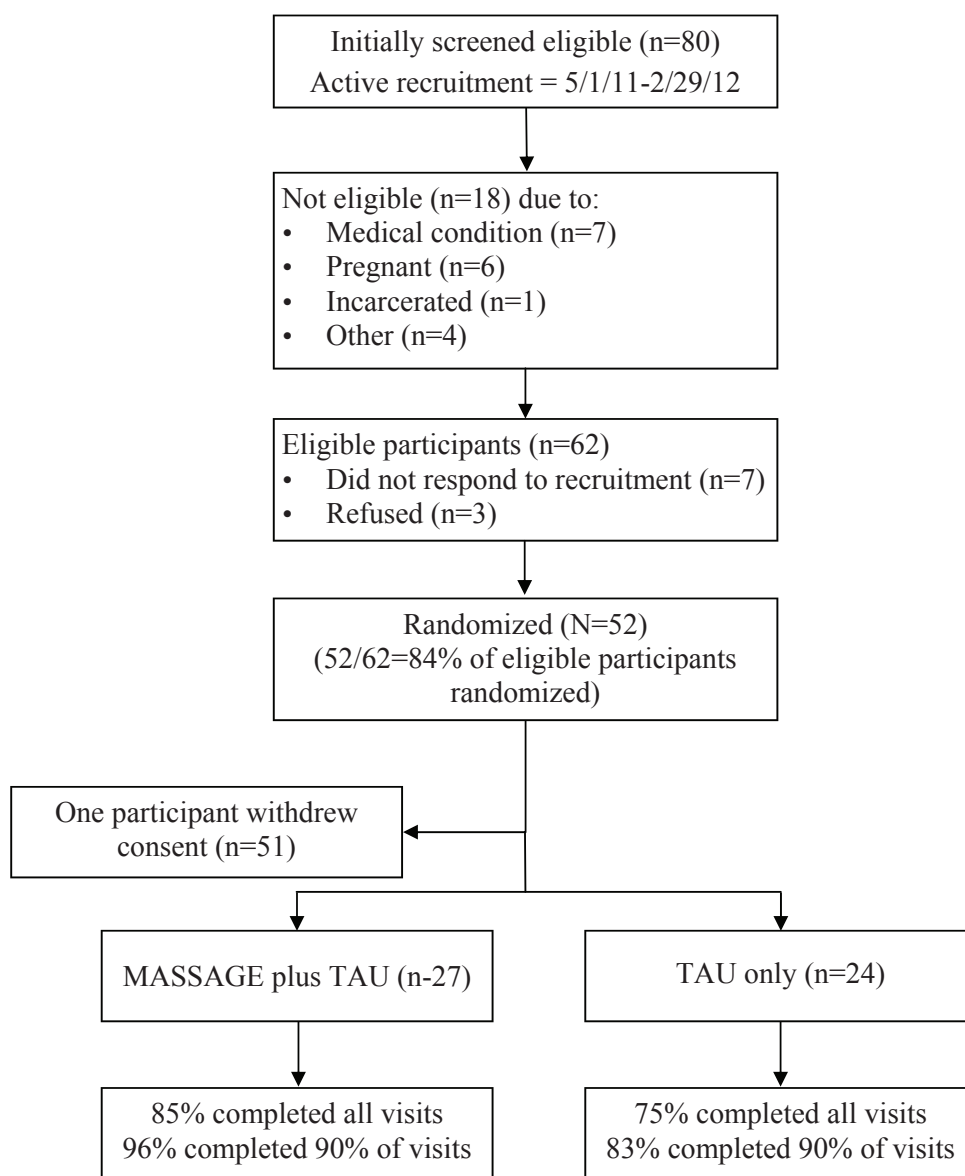 Initially screened eligible (n=80)
Active recruitment = 5/1/11-2/29/12
Not eligible (n=18) due to:
• Medical condition (n=7)
• Pregnant (n=6)
• Incarcerated (n=1)
• Other (n=4)
Eligible participants (n=62)
• Did not respond to recruitment (n=7)
• Refused (n=3)
Randomized (N=52)
(52/62=84% of eligible participants
randomized)
One participant withdrew
consent (n=51)
MASSAGE plus TAU (n-27)
TAU only (n=24)
85% completed all visits
96% completed 90% of visits
75% completed all visits
83% completed 90% of visits